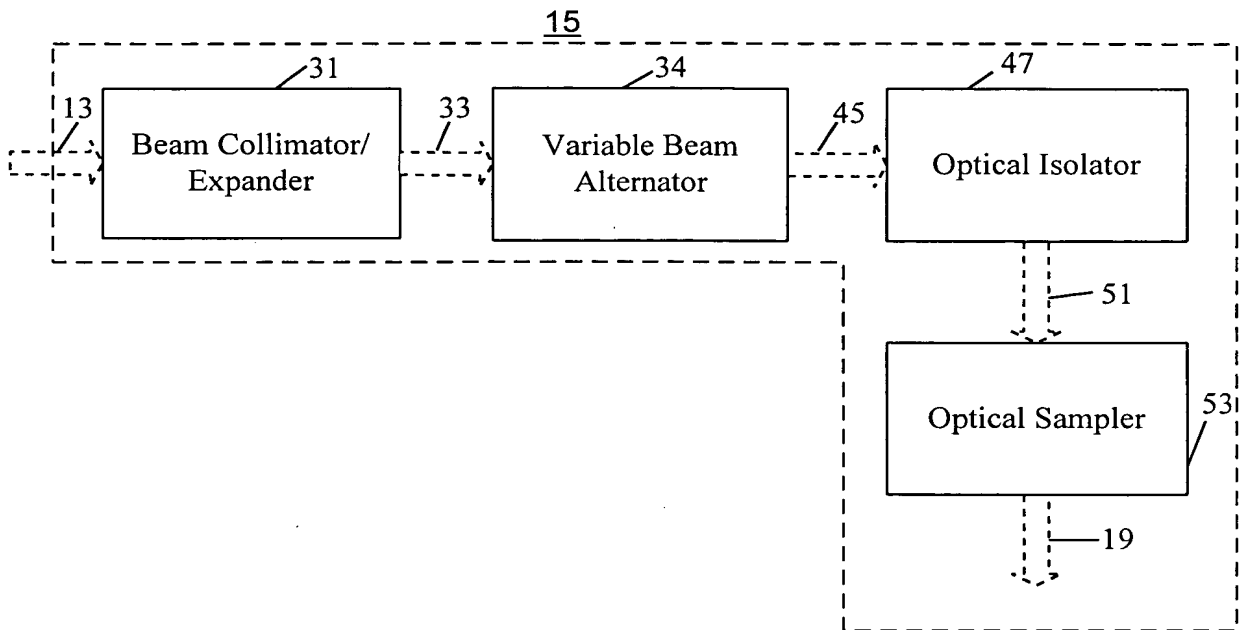 15
31
34
47
13
33
45
Beam Collimator/
Expander
Variable Beam
Alternator
Optical Isolator
51
Optical Sampler
53
19